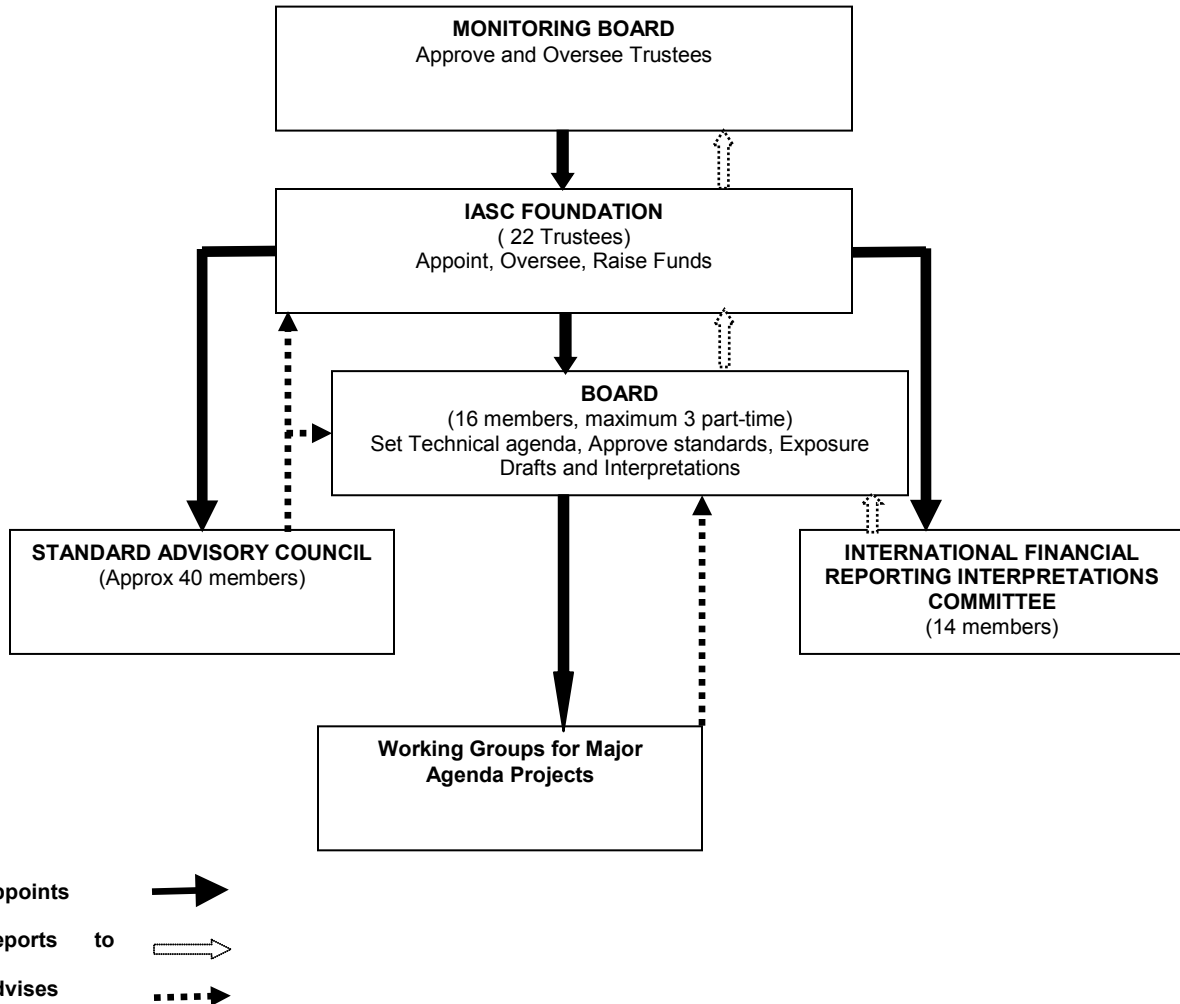 MONITORING BOARD
Approve and Oversee Trustees
IASC FOUNDATION
( 22 Trustees)
Appoint, Oversee, Raise Funds
BOARD
(16 members, maximum 3 part-time)
Set Technical agenda, Approve standards, Exposure
Drafts and Interpretations
STANDARD ADVISORY COUNCIL
(Approx 40 members)
INTERNATIONAL FINANCIAL
REPORTING INTERPRETATIONS
COMMITTEE
(14 members)
Working Groups for Major
Agenda Projects
ppoints
eports to
dvises